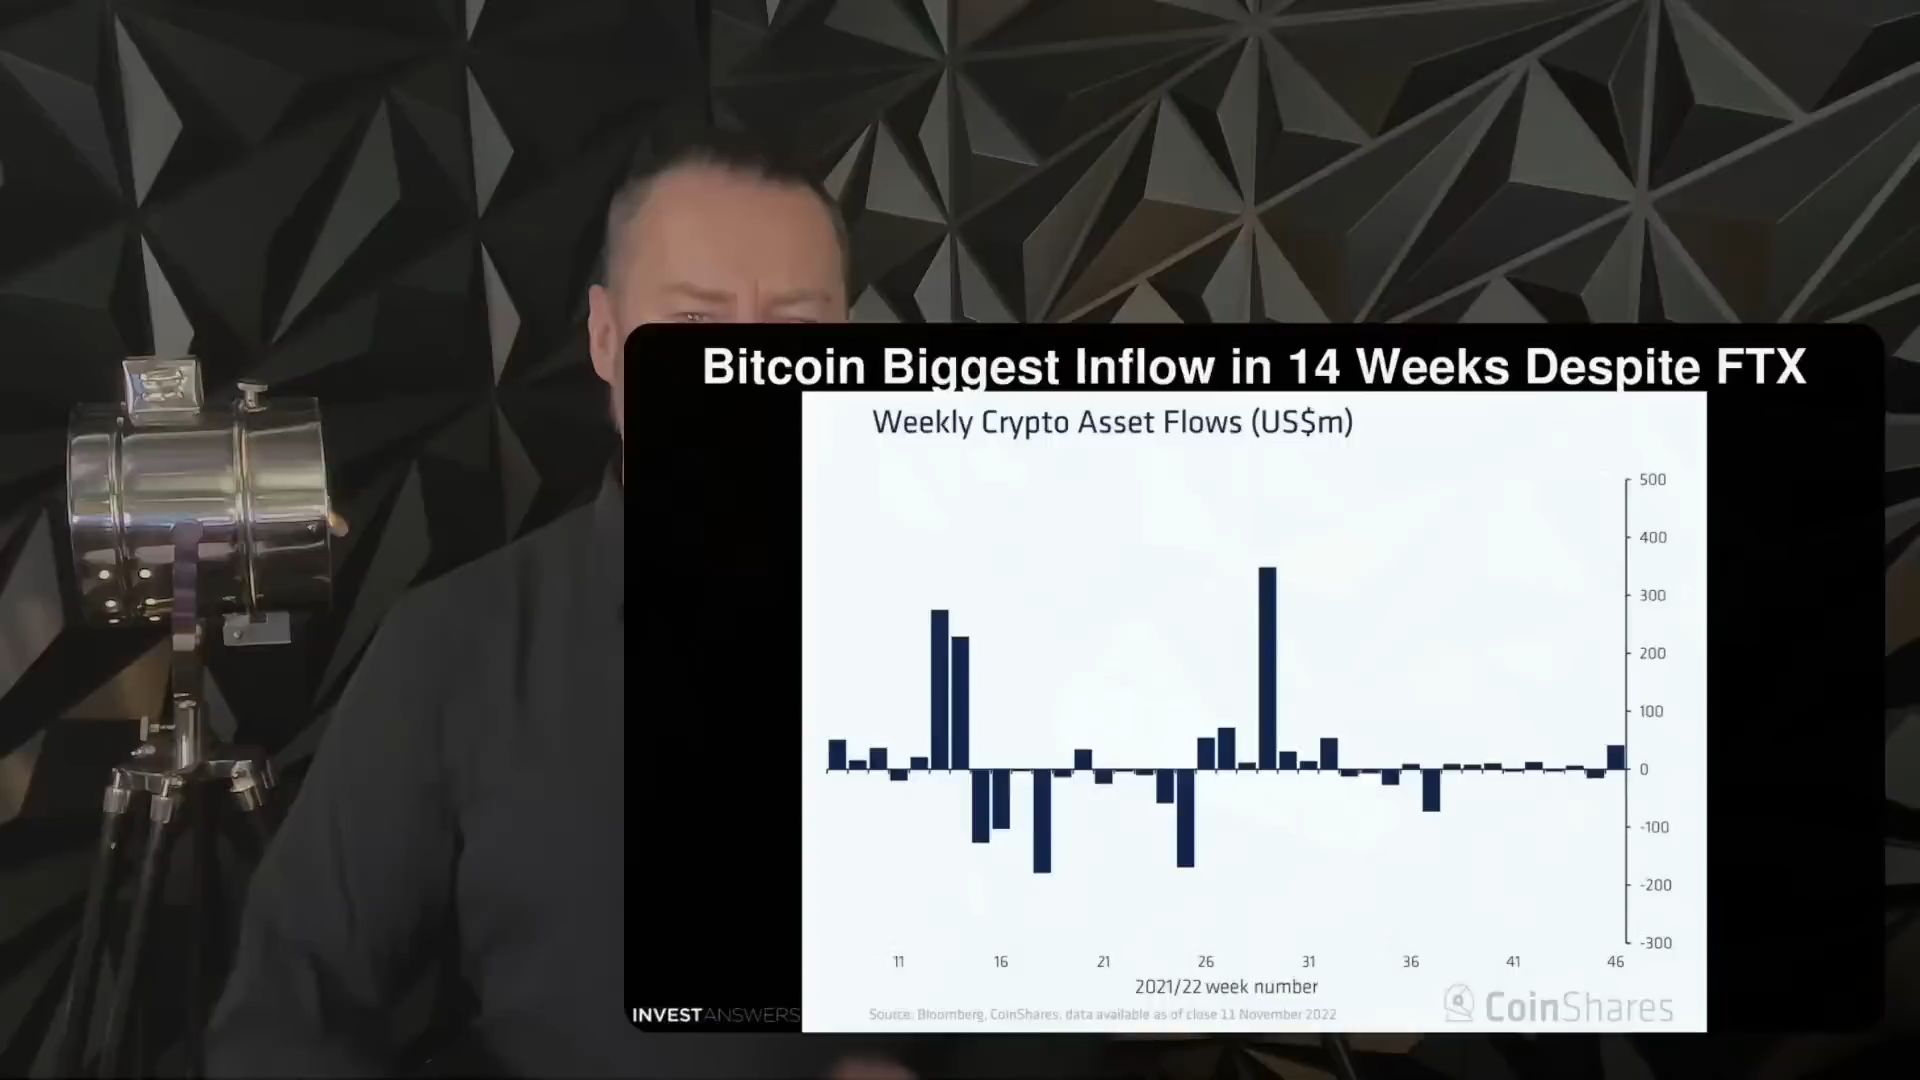 Bitcoin Biggest Inflow in 14 Weeks Despite FTX
Weekly Crypto Asset Flows (US$m)
500
400
300
200
100
0
-100
-200
-300
11 16 21 26 31 36 41 46
2021/22 week number
INVESTANSWERS
Source: Bloomberg, CoinShares, data available as of close 11 November 2022
CoinShares